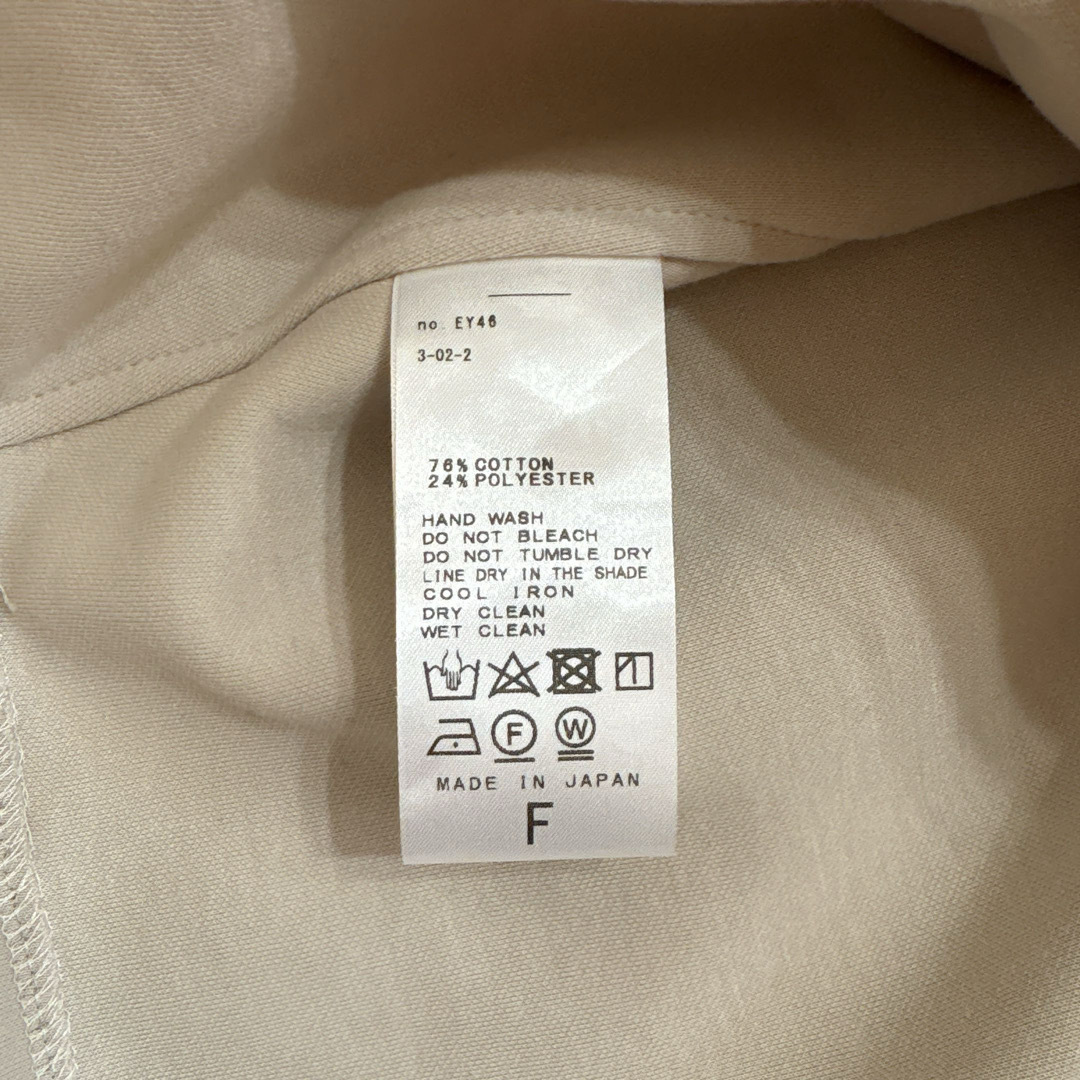 no. EY46
3-02-2
76% COTTON
24% POLYESTER
HAND WASH
DO NOT BLEACH
DO NOT TUMBLE DRY
LINE DRY IN THE SHADE
COOL IRON
DRY CLEAN
WET CLEAN
F W
MADE IN JAPAN
F